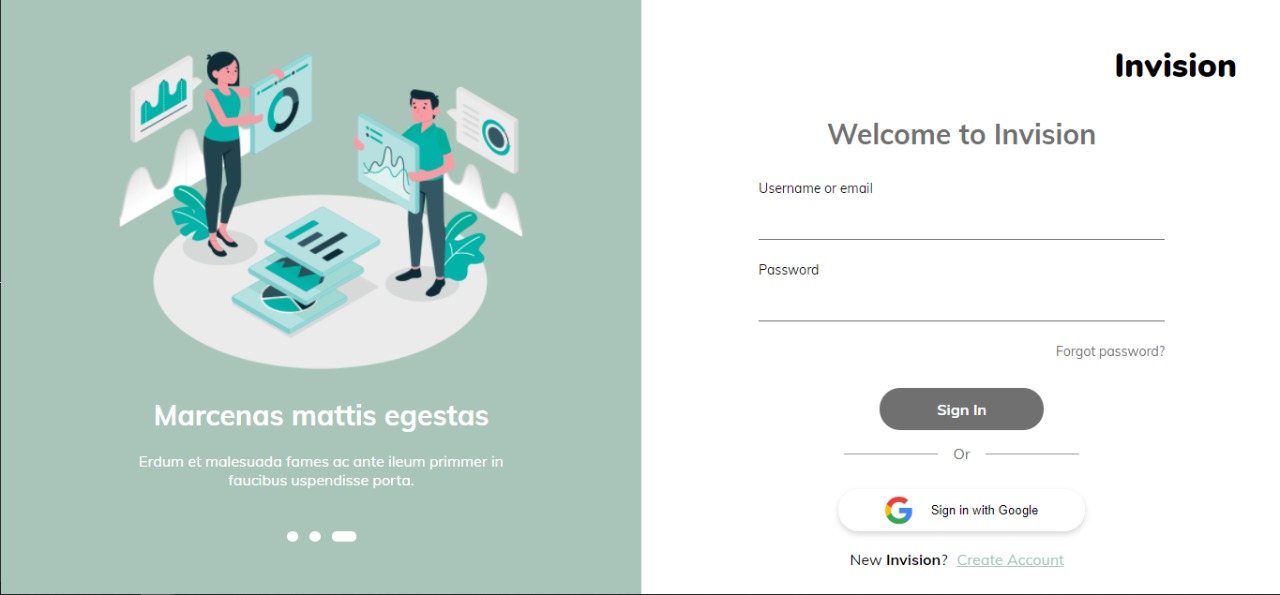 Marcenas mattis egestas
Erdum et malesuada fames ac ante ileum primmer in
faucibus uspendisse porta.
Invision
Welcome to Invision
Username or email
Password
Forgot password?
Sign In
Or
Sign in with Google
New Invision? Create Account